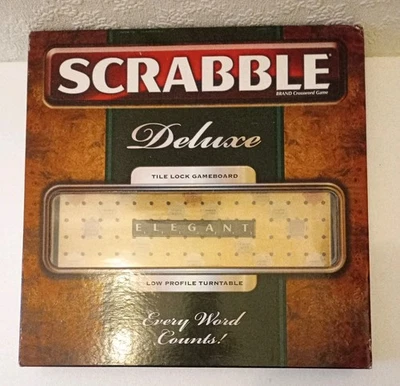 SCRABBLE
BRAND Crossword Game
Deluxe
TILE LOCK GAMEBOARD
ELEGANT
LOW PROFILE TURNTABLE
Every Word
Counts!